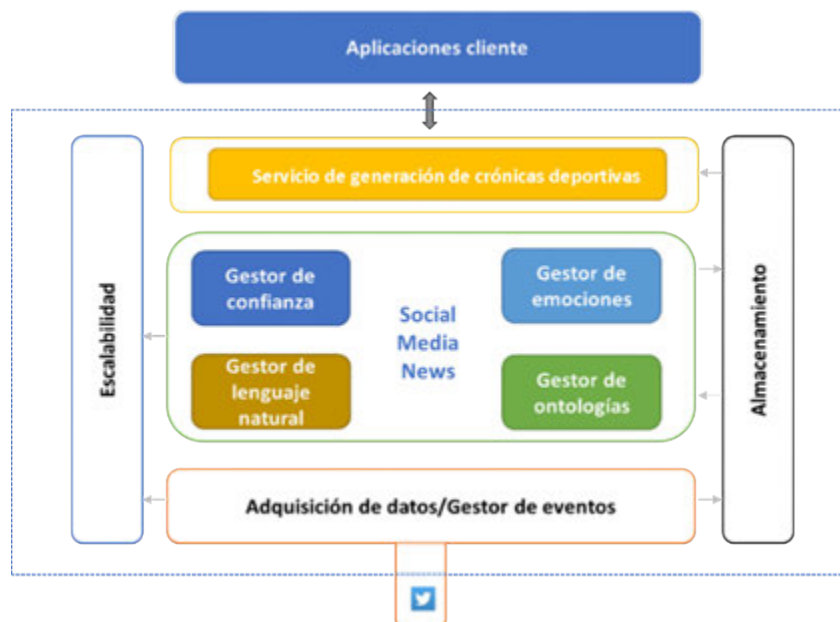 Aplicaciones cliente
Servicio de generación de crónicas deportivas
Escalabilidad
Gestor de
confianza
Gestor de
emociones
Social
Media
News
Gestor de
lenguaje
natural
Gestor de
ontologías
Almacenamiento
Adquisición de datos/Gestor de eventos